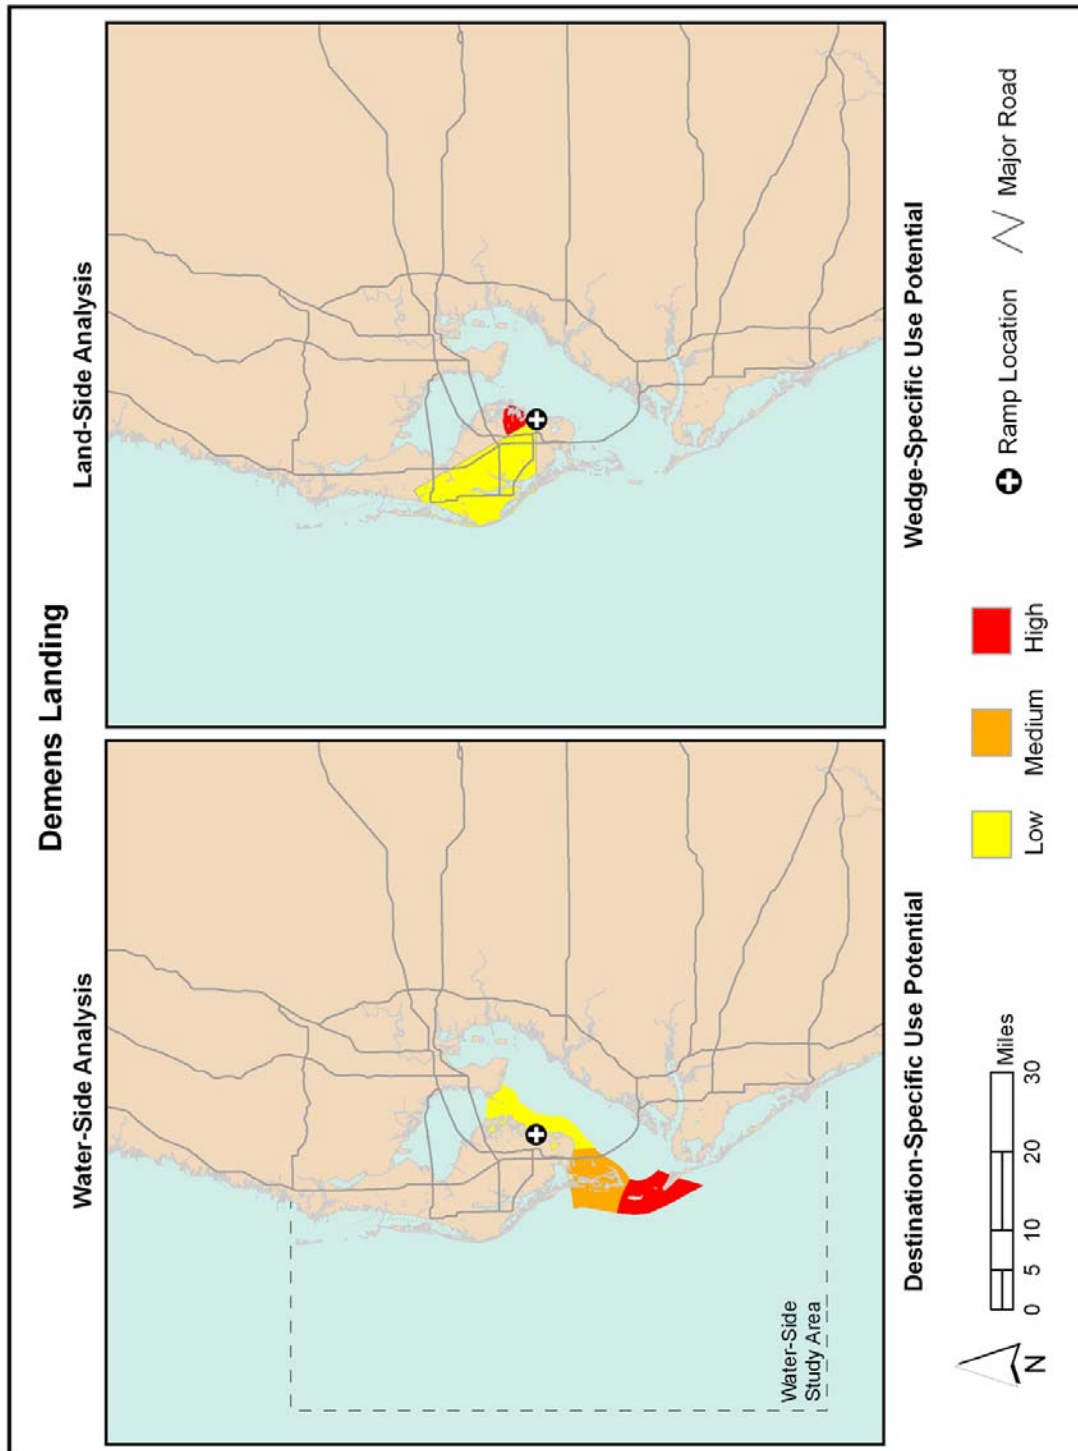 Demens Landing
Water-Side Analysis
Land-Side Analysis
Water-Side
Study Area
Destination-Specific Use Potential
Wedge-Specific Use Potential
N
0 5 10 20 30
Miles
Low
Medium
High
Ramp Location
Major Road